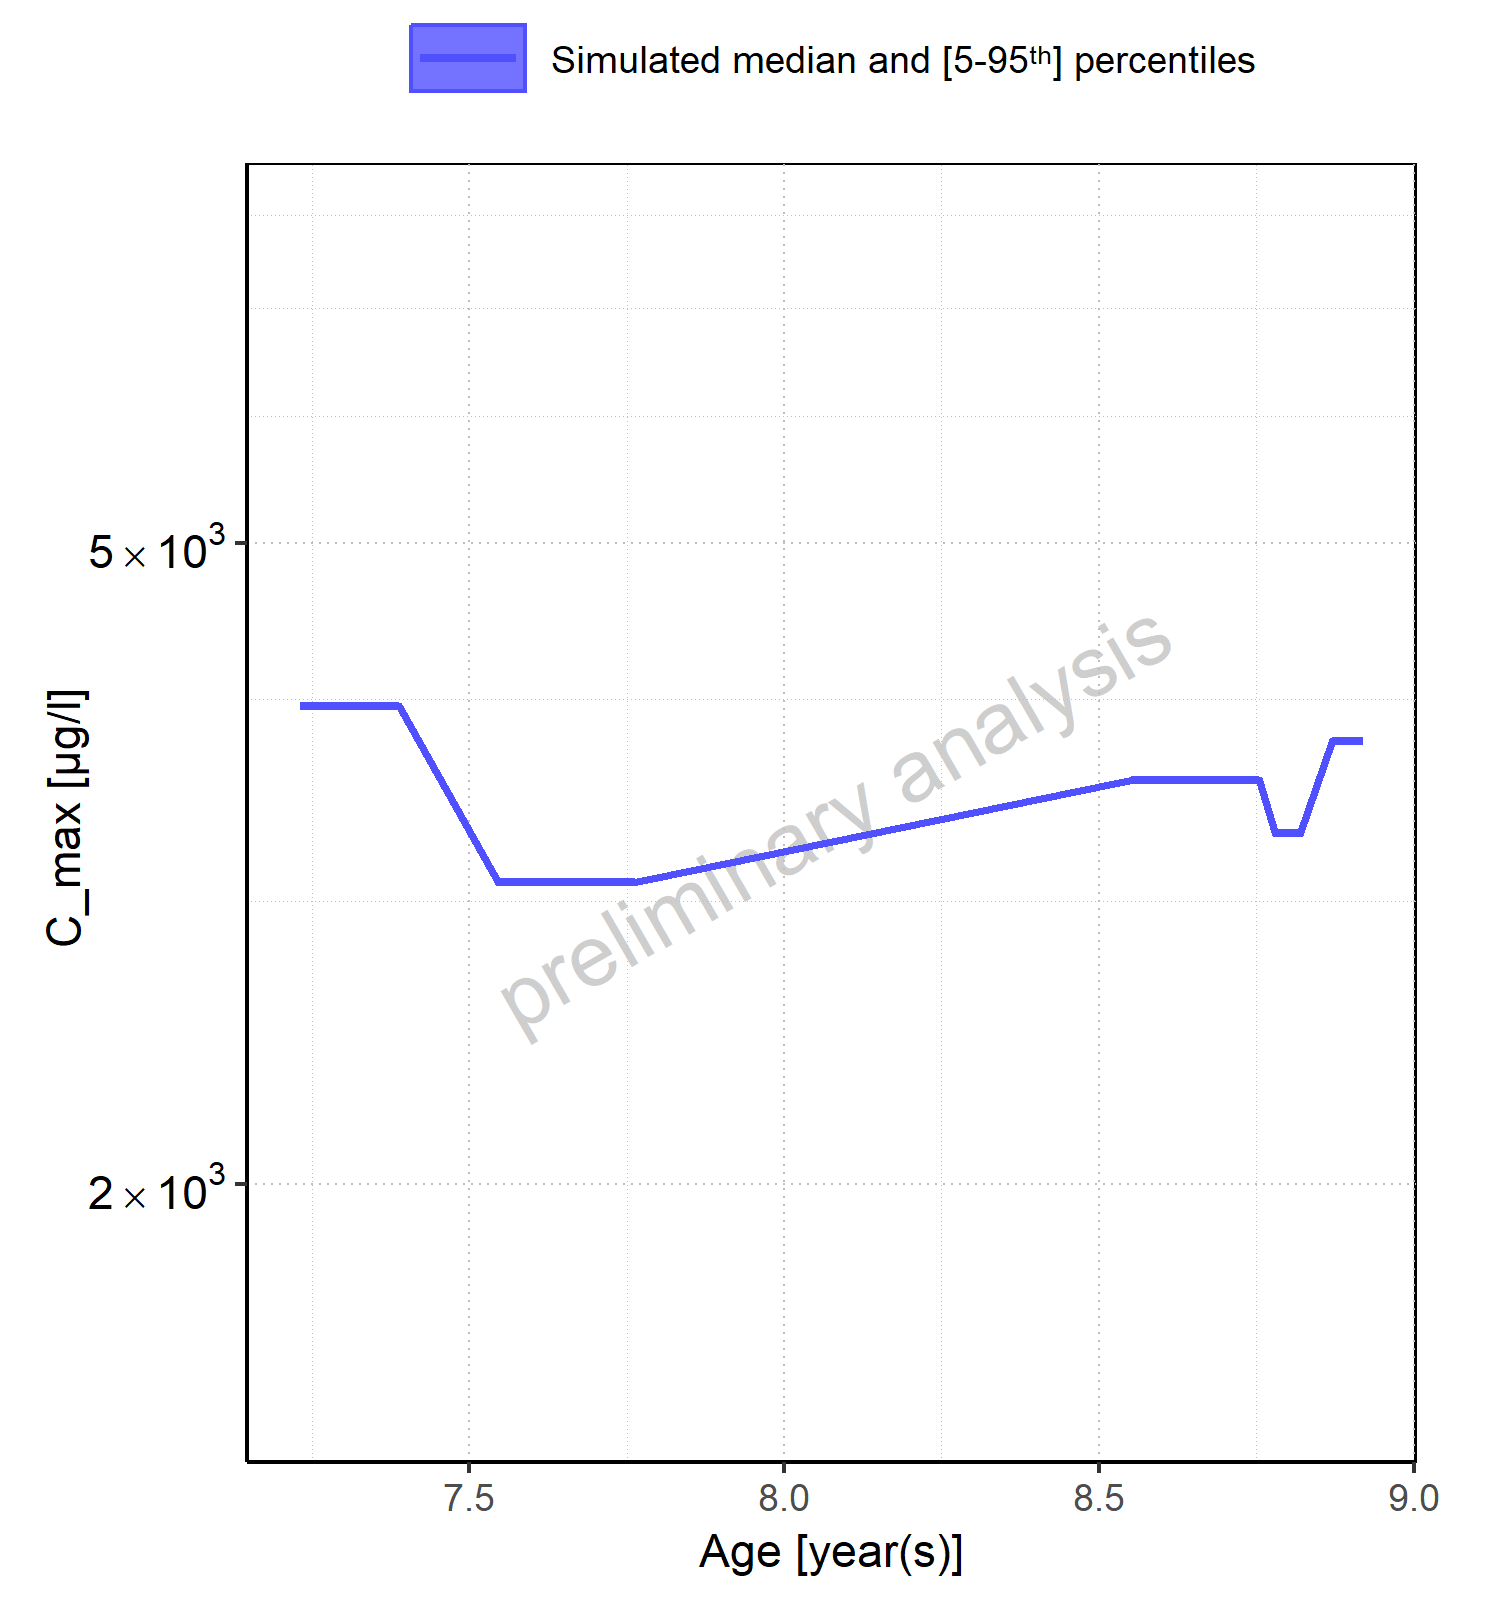 Simulated median and [5-95ᵗʰ] percentiles
5 × 10³
2 × 10³
C_max [µg/l]
preliminary analysis
7.5 8.0 8.5 9.0
Age [year(s)]